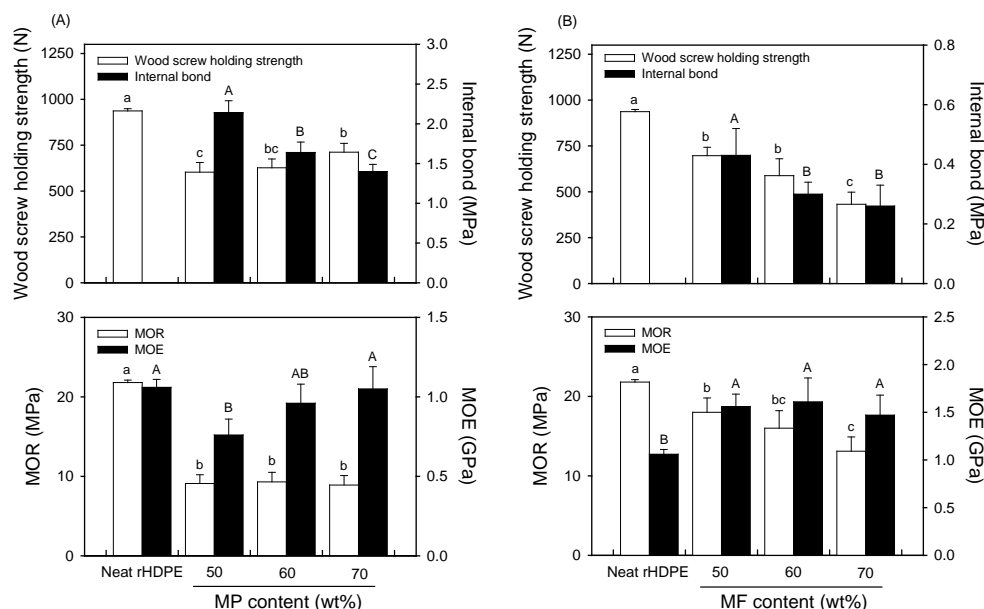 (A)
Wood screw holding strength (N)
1250
1000
750
500
250
0
Wood screw holding strength
Internal bond
a
c
A
bc
B
b
C
3.0
2.5
2.0
1.5
1.0
0.5
0.0
Internal bond (MPa)
MOR (MPa)
30
20
10
0
MOR
MOE
a
A
b
B
b
AB
b
A
1.5
1.0
0.5
0.0
MOE (GPa)
Neat rHDPE
50
60
70
MP content (wt%)
(B)
Wood screw holding strength (N)
1250
1000
750
500
250
0
Wood screw holding strength
Internal bond
a
b
A
b
B
c
B
0.8
0.6
0.4
0.2
0.0
Internal bond (MPa)
MOR (MPa)
30
20
10
0
MOR
MOE
a
B
b
A
bc
A
c
A
2.5
2.0
1.5
1.0
0.5
0.0
MOE (GPa)
Neat rHDPE
50
60
70
MF content (wt%)